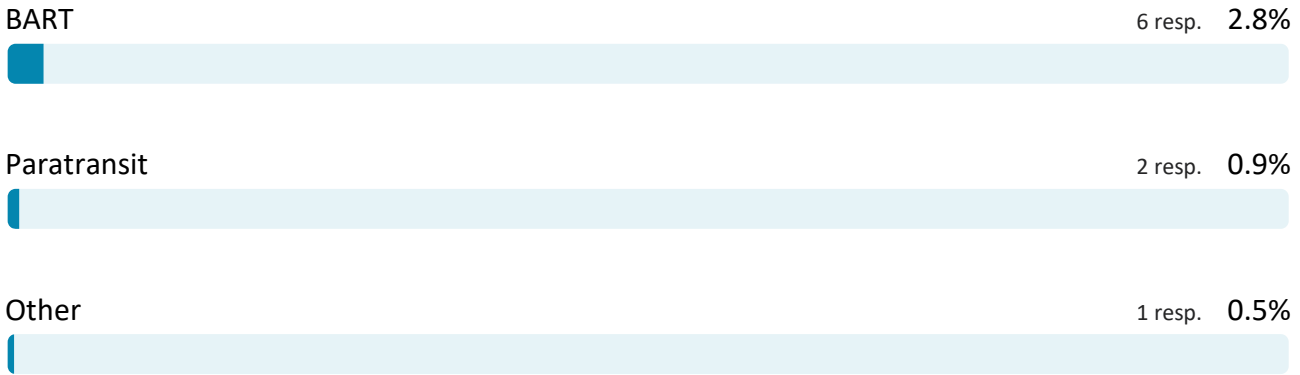 BART 6 resp. 2.8%
Paratransit 2 resp. 0.9%
Other 1 resp. 0.5%